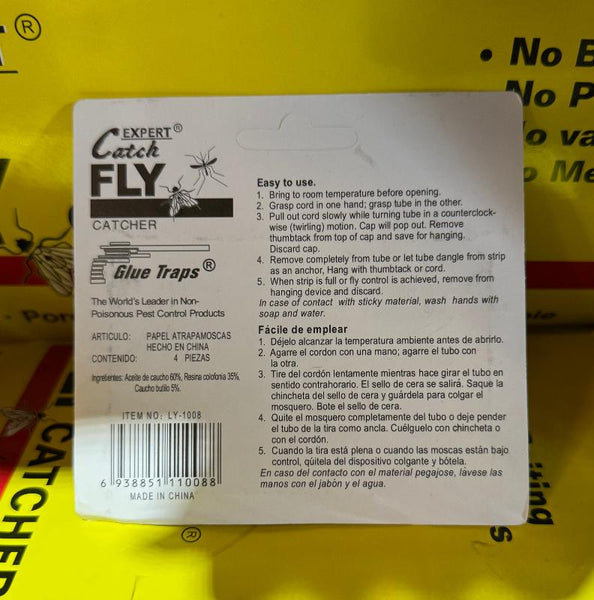 ®
• No
No
EXPERT®
Catch
FLY
CATCHER
Glue Traps®
The World's Leader in Non-
Poisonous Pest Control Products
ARTICULO: PAPEL ATRAPAMOSCAS
HECHO EN CHINA
CONTENIDO: 4 PIEZAS
Ingredientes: Aceite de caucho 60%, Resina colofonia 35%,
Caucho butilo 5%.
ITEM NO: LY-1008
6 938851 110088
MADE IN CHINA
Easy to use.
1. Bring to room temperature before opening.
2. Grasp cord in one hand; grasp tube in the other.
3. Pull out cord slowly while turning tube in a counterclock-
wise (twirling) motion. Cap will pop out. Remove
thumbtack from top of cap and save for hanging.
Discard cap.
4. Remove completely from tube or let tube dangle from strip
as an anchor, Hang with thumbtack or cord.
5. When strip is full or fly control is achieved, remove from
hanging device and discard.
In case of contact with sticky material, wash hands with
soap and water.
Fácile de emplear
1. Déjelo alcanzar la temperatura ambiente antes de abrirlo.
2. Agarre el cordon con una mano; agarre el tubo con
la otra.
3. Tire del cordón lentamente mientras hace girar el tubo en
sentido contrahorario. El sello de cera se salirá. Saque la
chincheta del sello de cera y guárdela para colgar el
mosquero. Bote el sello de cera.
4. Quite el mosquero completamente del tubo o deje pender
el tubo de la tira como ancla. Cuélguelo con chincheta o
con el cordón.
5. Cuando la tira está plena o cuando las moscas están bajo
control, qúitela del dispositivo colgante y bótela.
En caso del contacto con el material pegajose, lávese las
manos con el jabón y el agua.
CATCHER
®